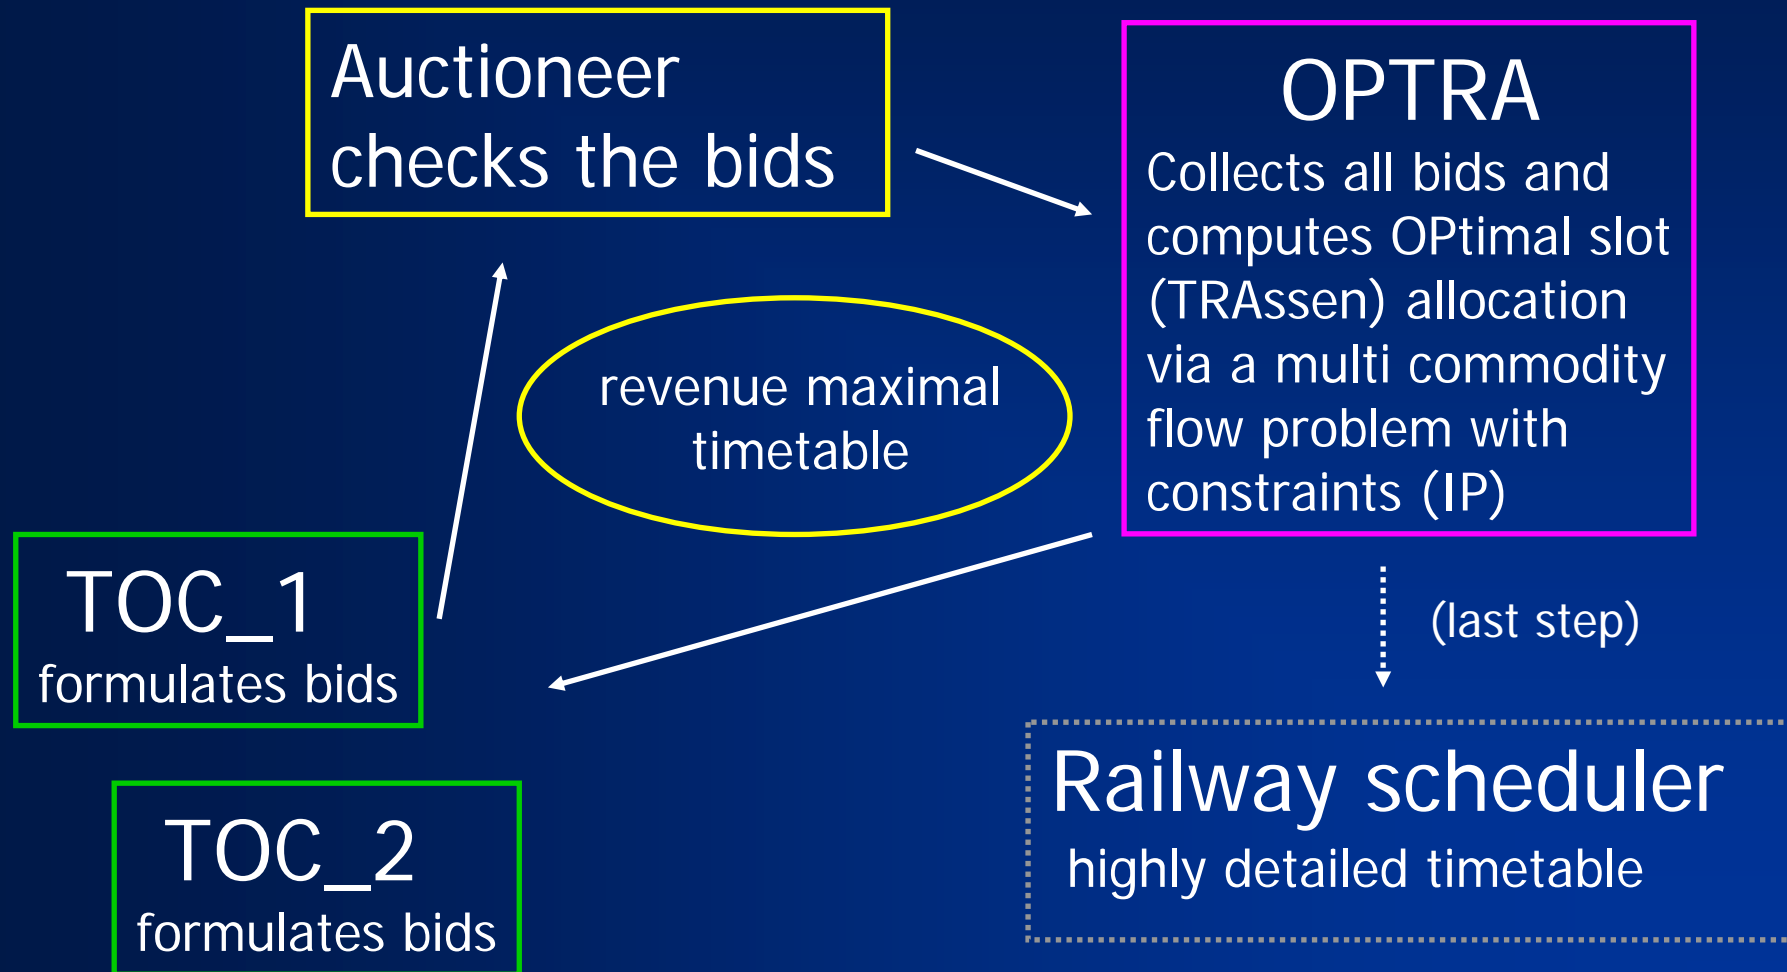 Auctioneer
checks the bids
OPTRA
Collects all bids and
computes OPtimal slot
(TRAssen) allocation
via a multi commodity
flow problem with
constraints (IP)
revenue maximal
timetable
TOC_1
formulates bids
(last step)
TOC_2
formulates bids
Railway scheduler
highly detailed timetable